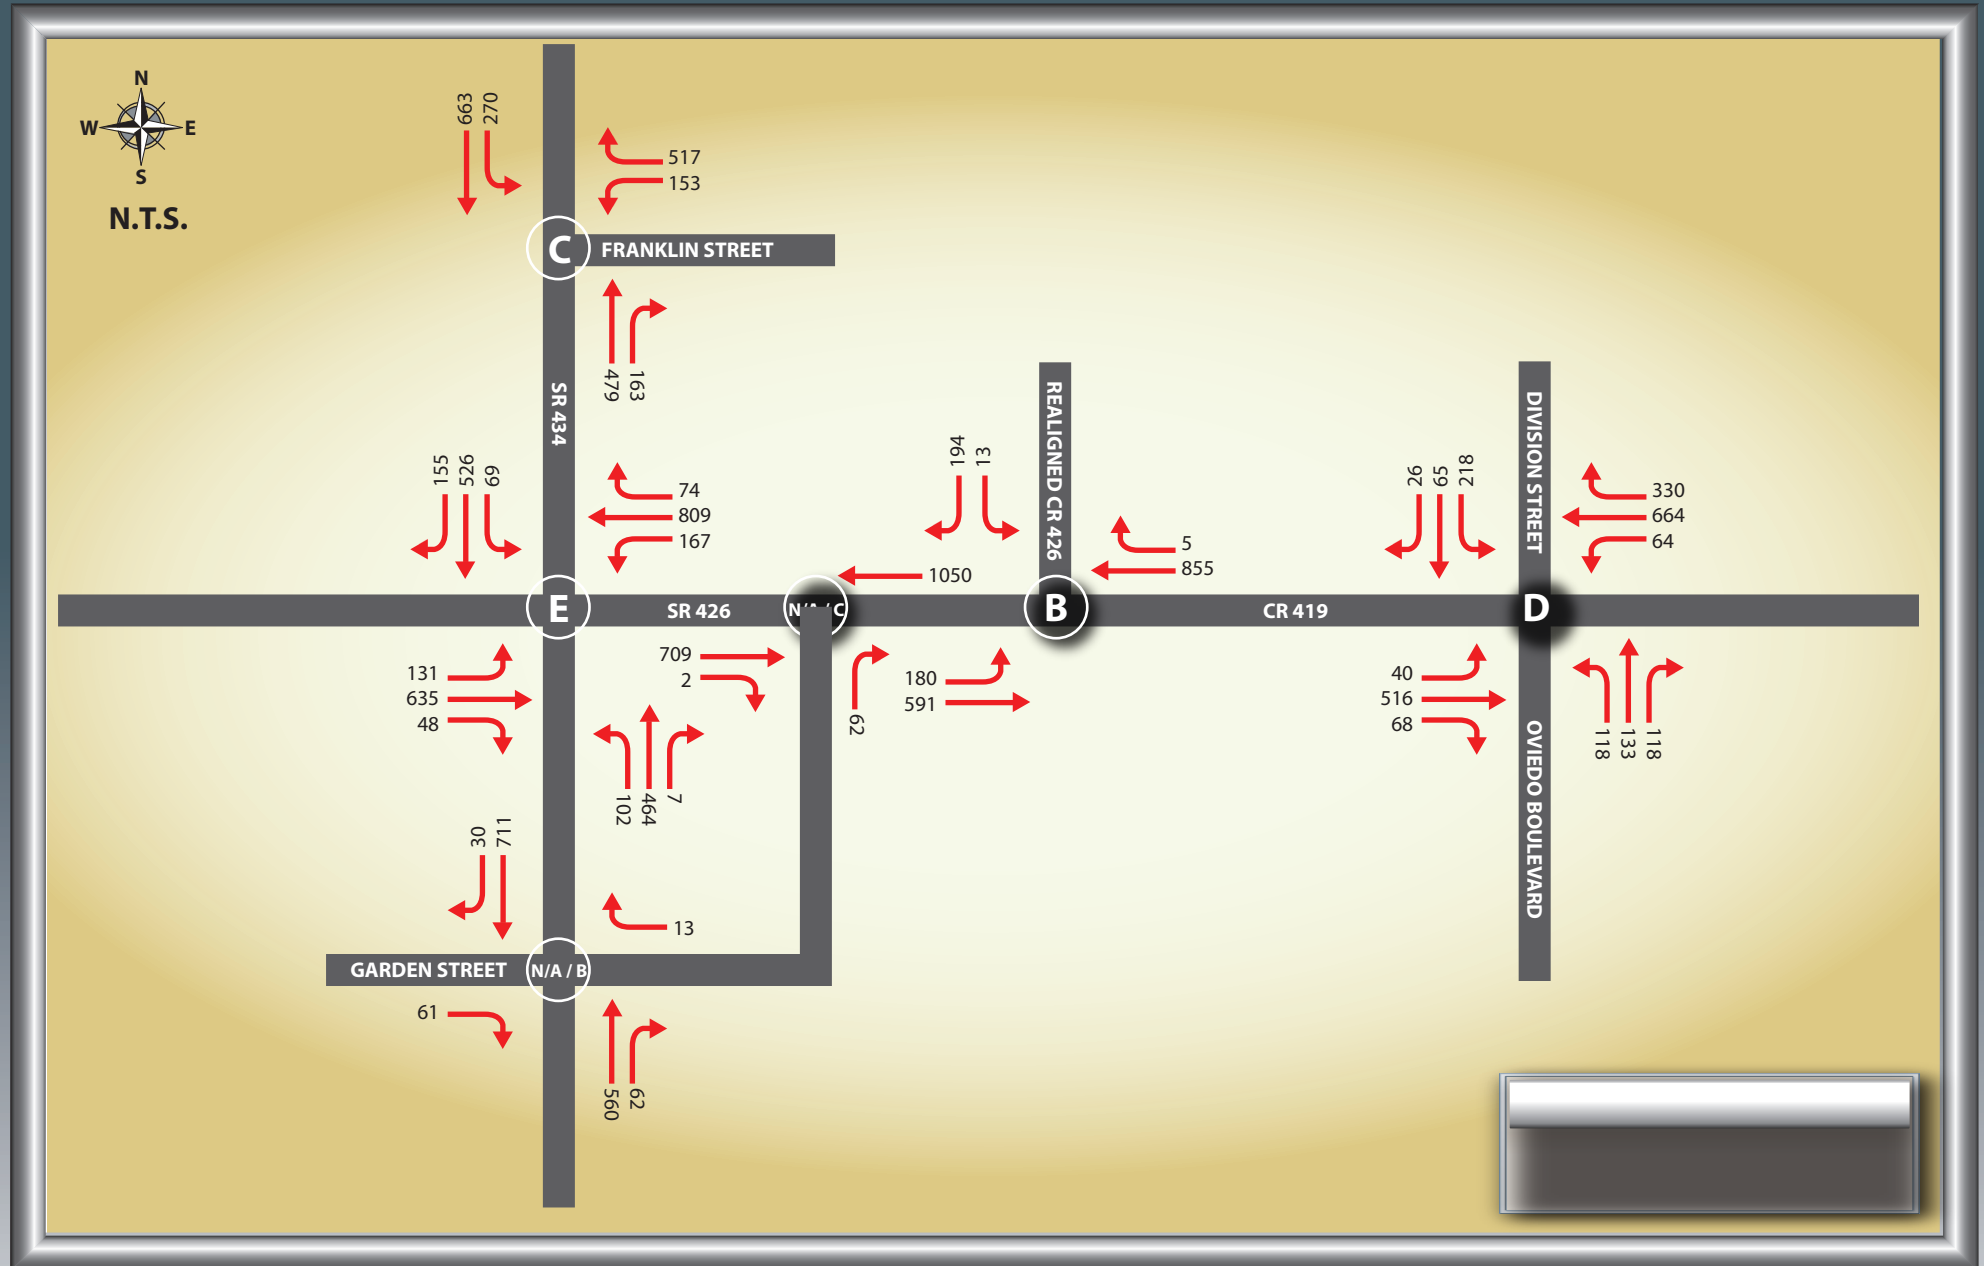 N
W E
S
N.T.S.
663
270
517
153
C
FRANKLIN STREET
479
163
SR 434
155
526
69
74
809
167
194
13
REALIGNED CR 426
5
855
26
65
218
DIVISION STREET
330
664
64
1050
E
SR 426
N/A / C
B
CR 419
D
131
635
48
709
2
62
180
591
40
516
68
118
133
118
102
464
7
OVIEDO BOULEVARD
30
711
13
GARDEN STREET
N/A / B
61
560
62